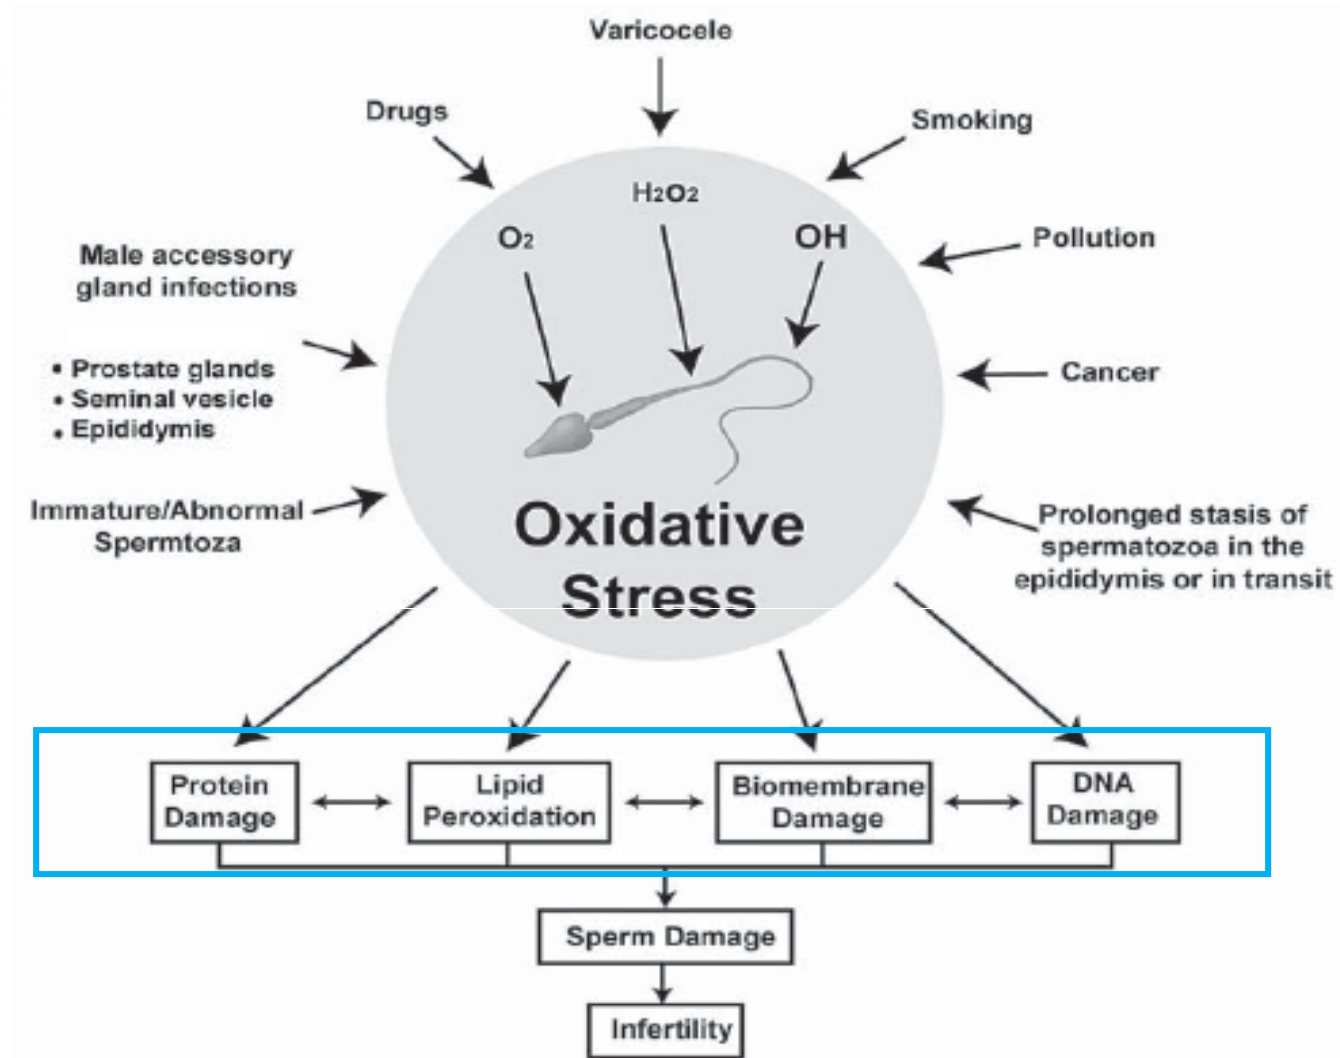 Varicocele
Drugs
Smoking
H2O2
O2
OH
Pollution
Male accessory
gland infections
• Prostate glands
• Seminal vesicle
• Epididymis
Cancer
Immature/Abnormal
Spermtoza
Prolonged stasis of
spermatozoa in the
epididymis or in transit
Oxidative
Stress
Protein
Damage
Lipid
Peroxidation
Biomembrane
Damage
DNA
Damage
Sperm Damage
Infertility